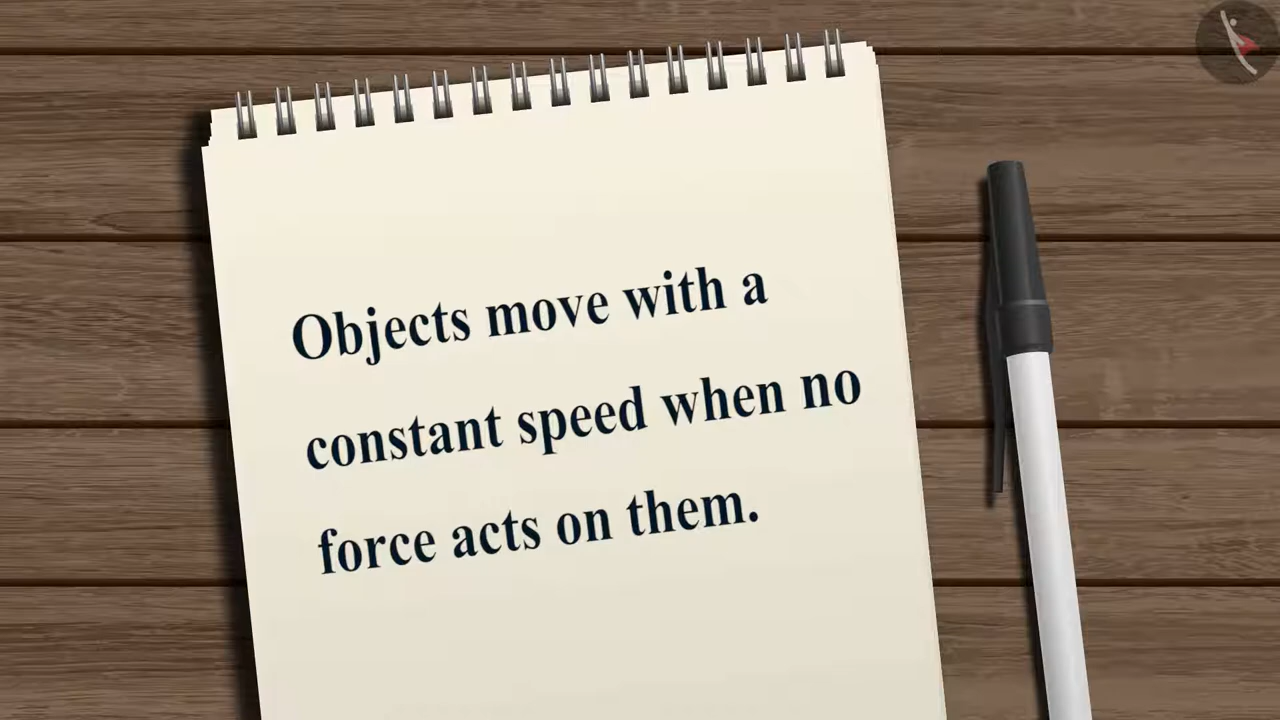 Objects move with a
constant speed when no
force acts on them.